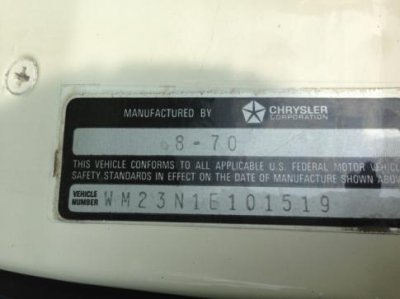 MANUFACTURED BY CHRYSLER
CORPORATION
8-70
THIS VEHICLE CONFORMS TO ALL APPLICABLE U.S. FEDERAL MOTOR VEHICLE
SAFETY STANDARDS IN EFFECT ON THE DATE OF MANUFACTURE SHOWN ABOVE
VEHICLE
NUMBER WM23N1E101519